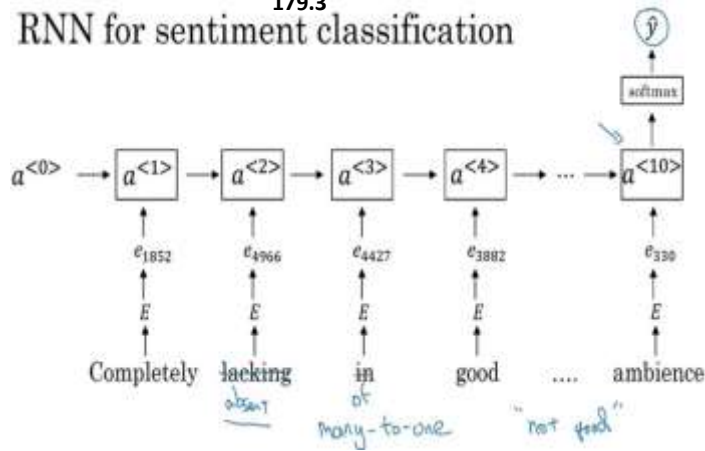 179.3
RNN for sentiment classification
ŷ
softmax
a<0> a<1> a<2> a<3> a<4> ... a<10>
e1852 e4966 e4427 e3882 e330
E E E E E
Completely lacking in good .... ambience
absent of
many-to-one "not good"